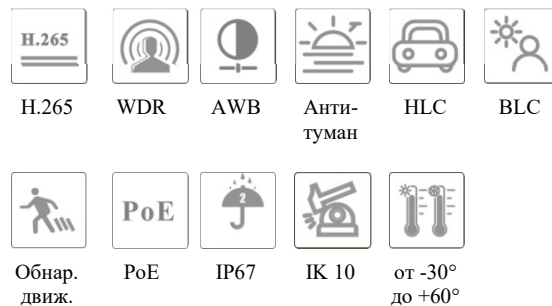 H.265
H.265 WDR AWB Анти- HLC BLC
туман
PoE 2
Обнар. PoE IP67 IK 10 от -30°
движ. до +60°